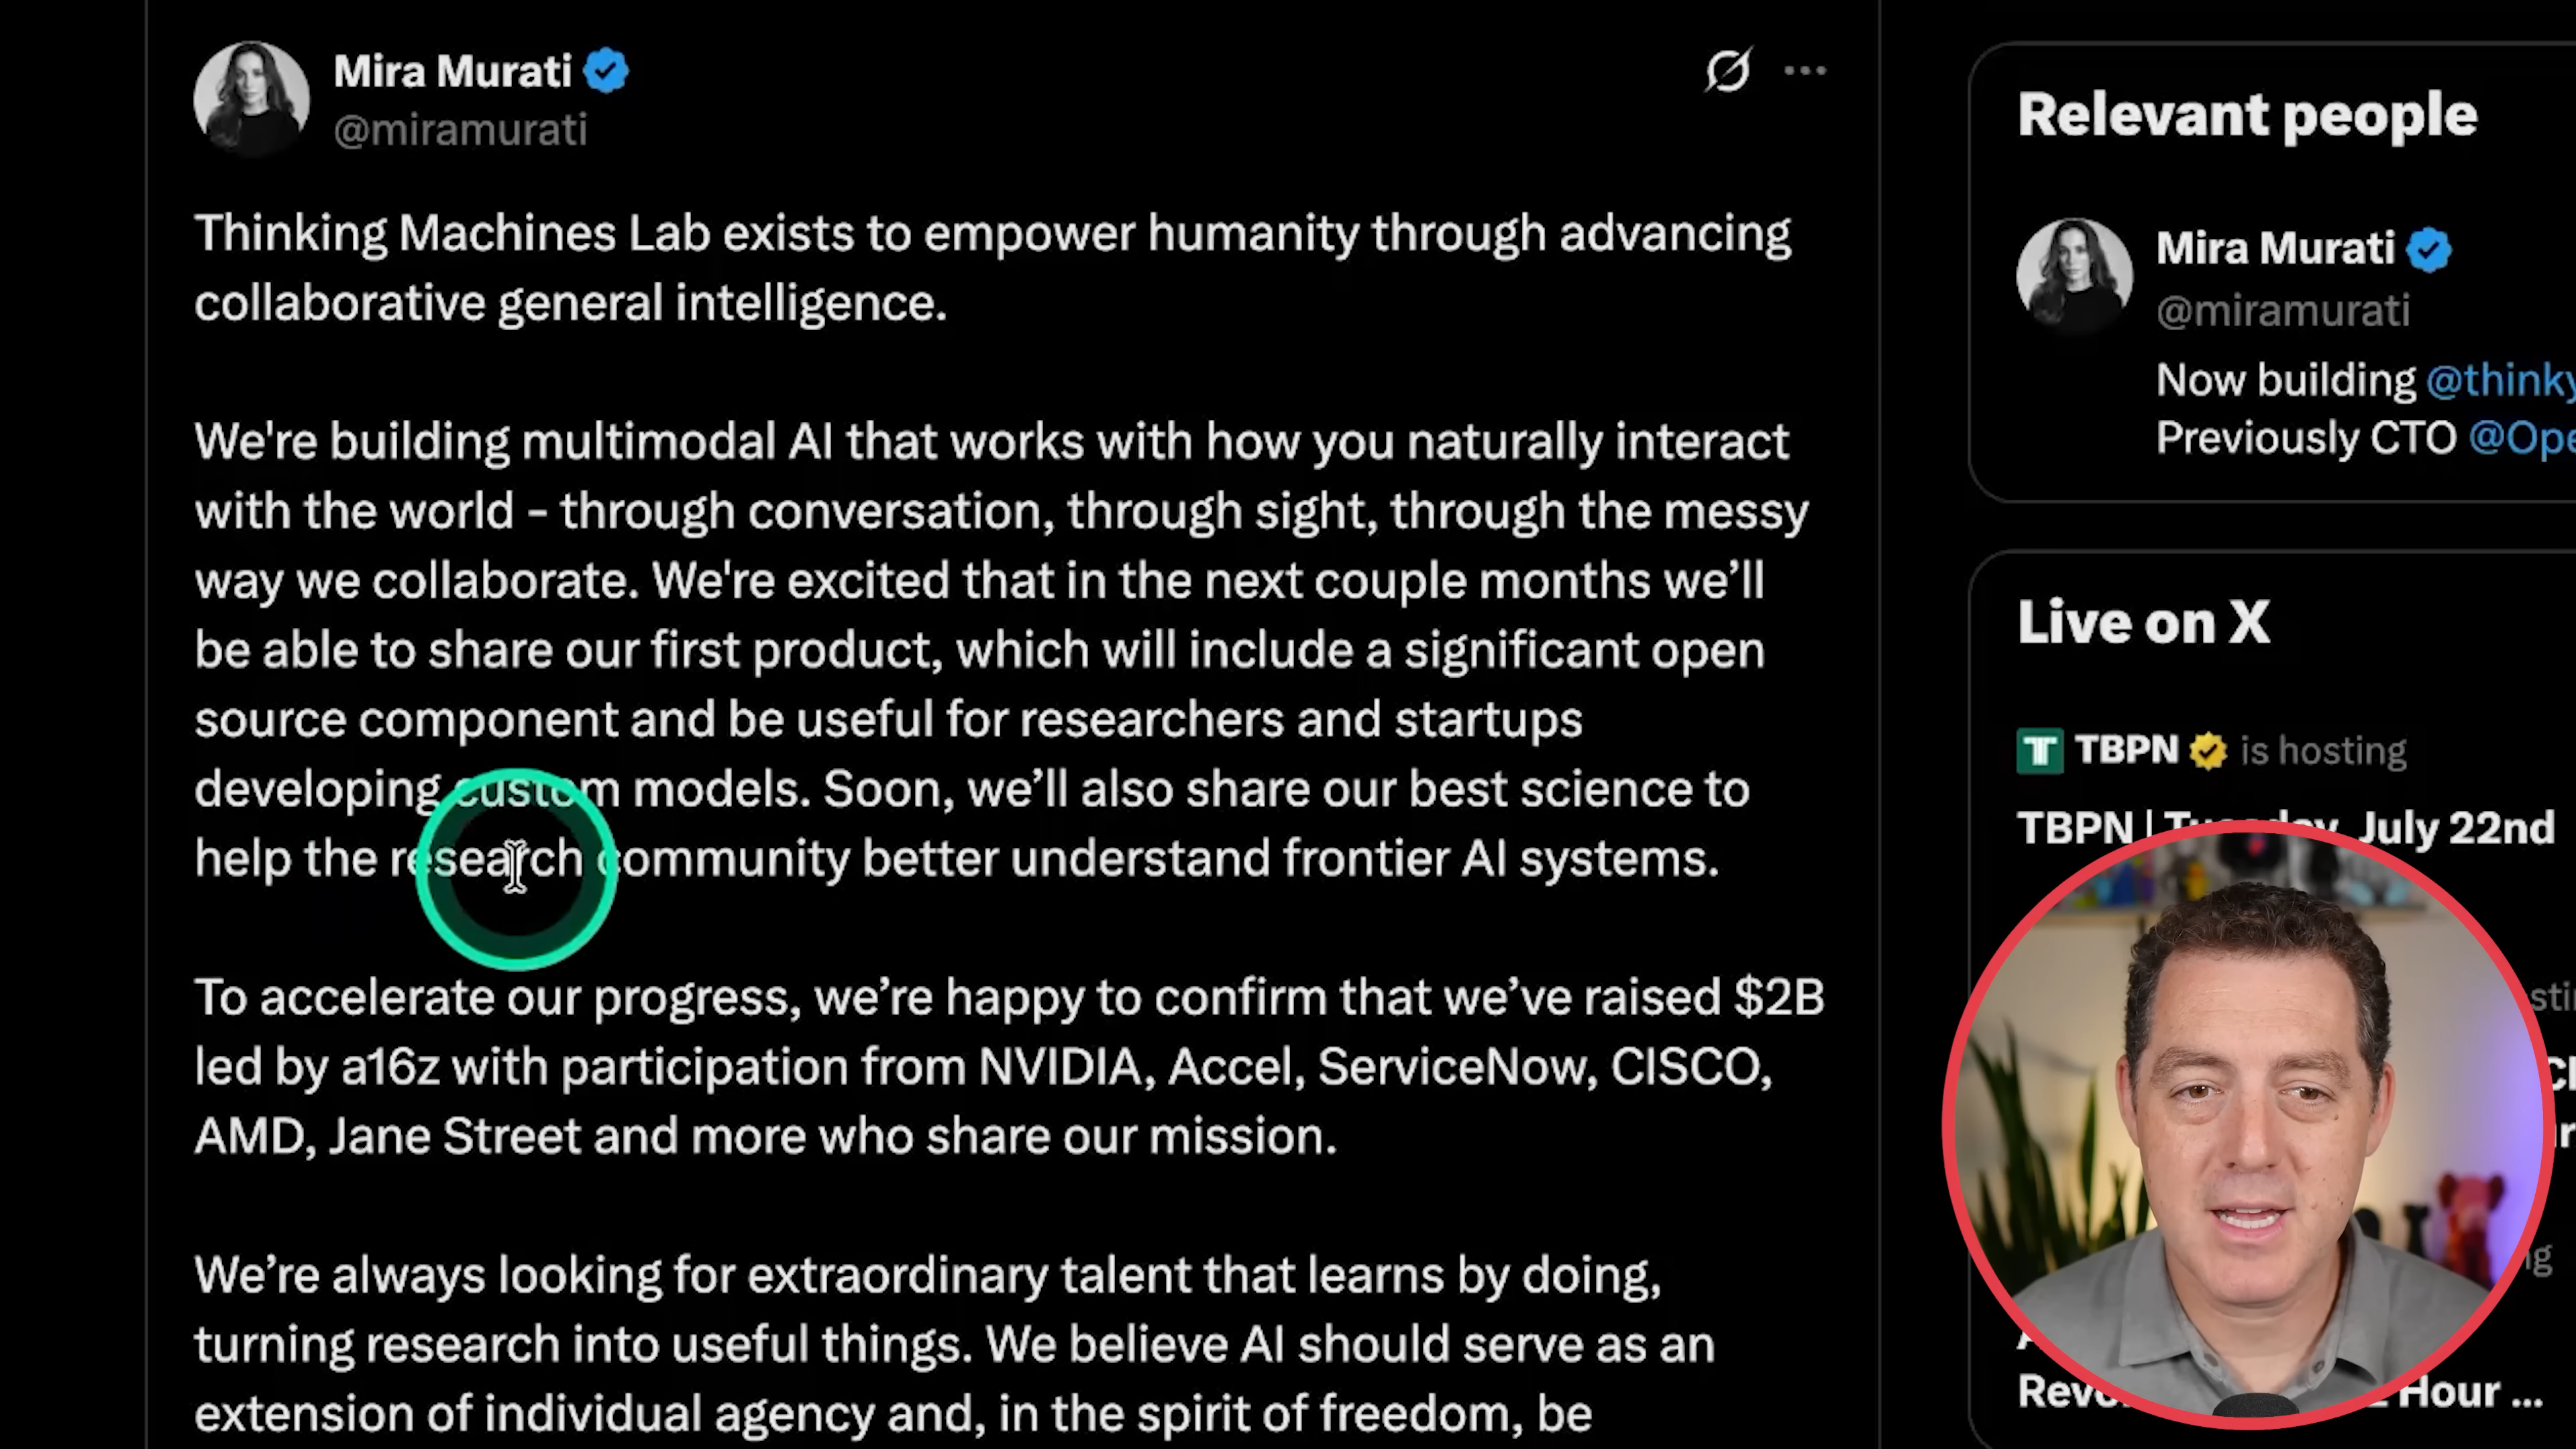 Mira Murati
@miramurati
Thinking Machines Lab exists to empower humanity through advancing
collaborative general intelligence.
We're building multimodal AI that works with how you naturally interact
with the world - through conversation, through sight, through the messy
way we collaborate. We're excited that in the next couple months we’ll
be able to share our first product, which will include a significant open
source component and be useful for researchers and startups
developing custom models. Soon, we’ll also share our best science to
help the research community better understand frontier AI systems.
To accelerate our progress, we’re happy to confirm that we’ve raised $2B
led by a16z with participation from NVIDIA, Accel, ServiceNow, CISCO,
AMD, Jane Street and more who share our mission.
We’re always looking for extraordinary talent that learns by doing,
turning research into useful things. We believe AI should serve as an
extension of individual agency and, in the spirit of freedom, be
Relevant people
Mira Murati
@miramurati
Now building @thinky
Previously CTO @Ope
Live on X
TBPN is hosting
TBPN | Tuesday, July 22nd
Hour ...